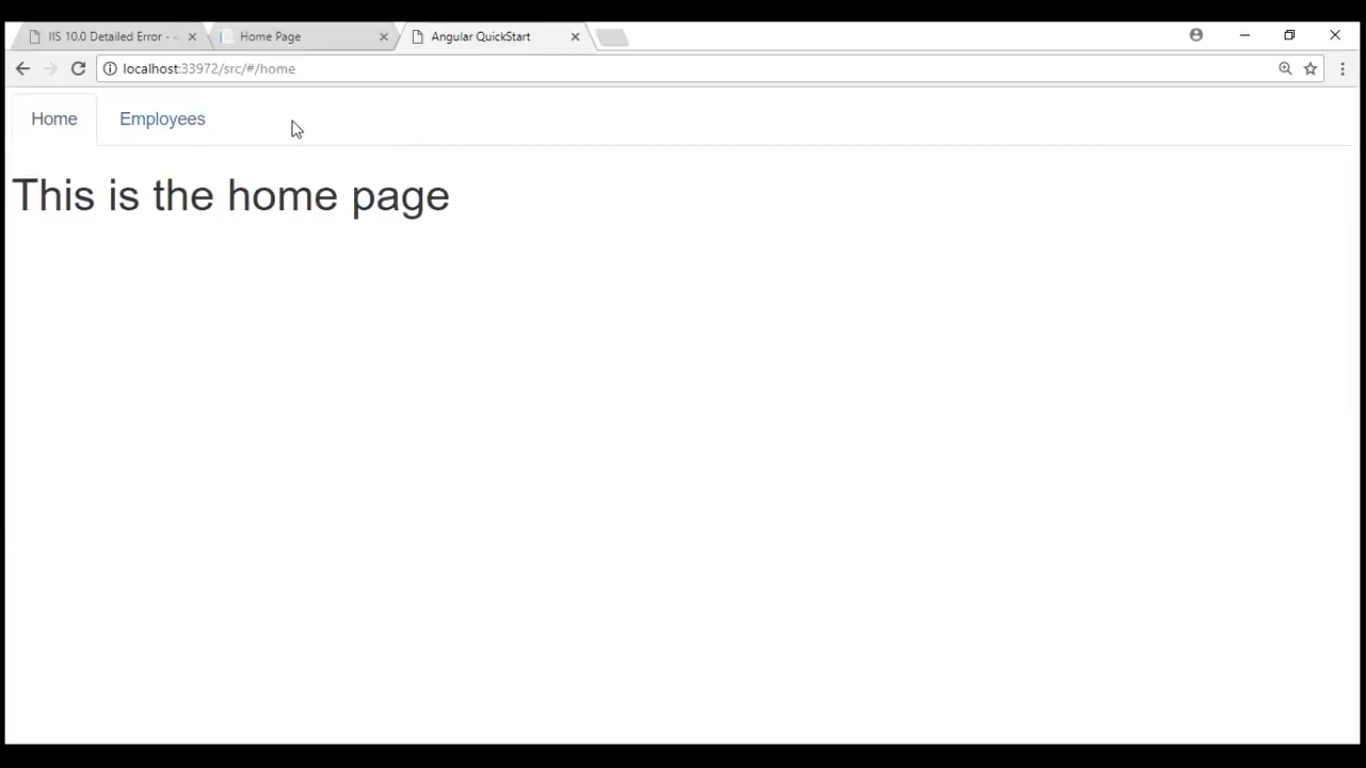 IIS 10.0 Detailed Error - Home Page Angular QuickStart
localhost:33972/src/#/home
Home Employees
This is the home page